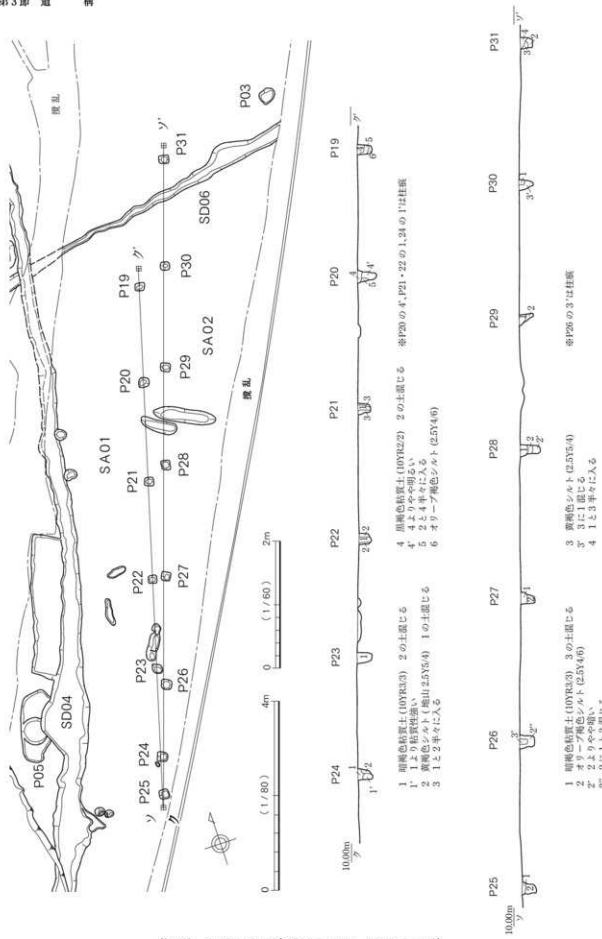 第3節 遺構
攪乱
P03
P31
ゾ'
SD06
P19
グ'
P30
P20
SA02
P29
SA01
P21
P28
攪乱
P22
P27
P23
P26
P05
SD04
P24
P25
ゾ
グ
0 (1/80) 4m
0 (1/60) 2m
10.00m
グ
P24
P23
P22
P21
P20
P19
グ'
1 暗褐色粘質土(10YR3/3) 2の土混じる
1' 1より粘質性強い
2 黄褐色シルト(地山 2.5Y5/4) 1の土混じる
3 1と2半々に入る
4 黒褐色粘質土(10YR2/2) 2の土混じる
4' 4よりやや明るい
5 2と4半々に入る
6 オリーブ褐色シルト(2.5Y4/6)
※P20の4',P21・22の1,24の1'は柱痕
10.00m
P25
P26
P27
P28
P29
P30
P31
ゾ'
1 暗褐色粘質土(10YR3/3) 3の土混じる
2 オリーブ褐色シルト(2.5Y4/6)
2' 2よりやや暗い
3 黄褐色シルト(2.5Y5/4)
3' 3に1混じる
4 1と3半々に入る
※P26の3'は柱痕